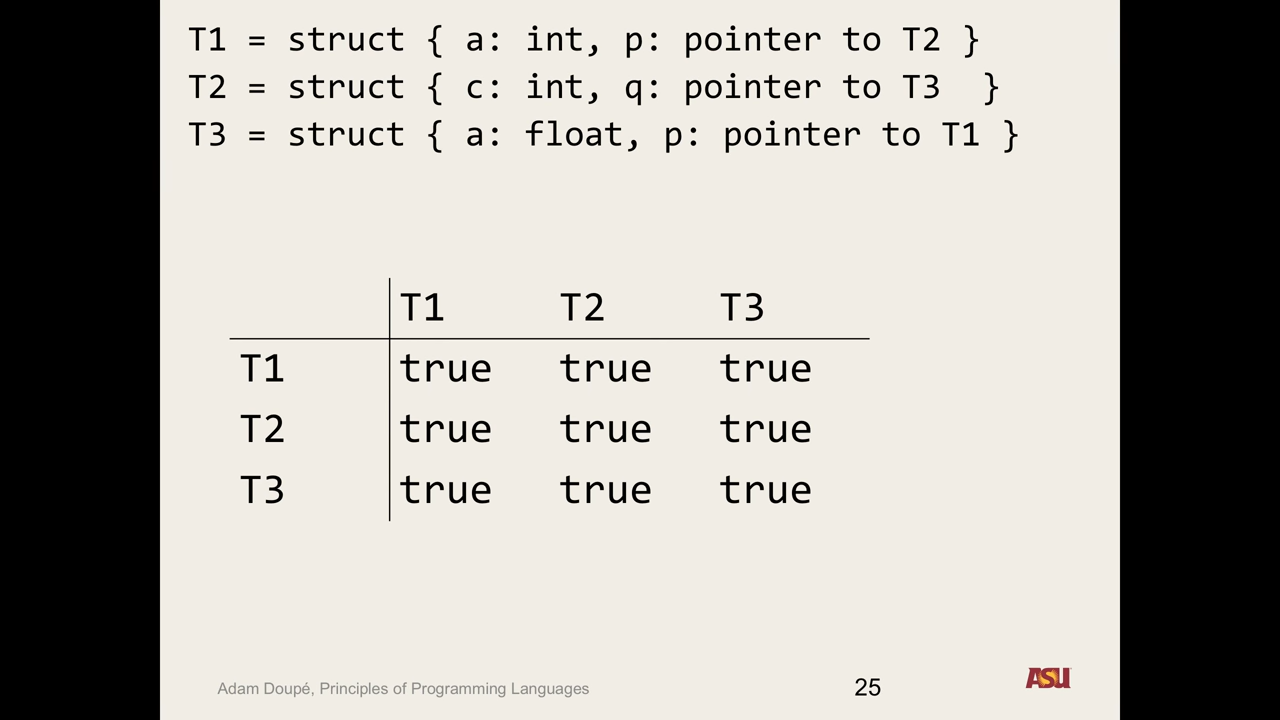 T1 = struct { a: int, p: pointer to T2 }
T2 = struct { c: int, q: pointer to T3  }
T3 = struct { a: float, p: pointer to T1 }
T1 T2 T3
T1 true true true
T2 true true true
T3 true true true
Adam Doupé, Principles of Programming Languages
25
ASU